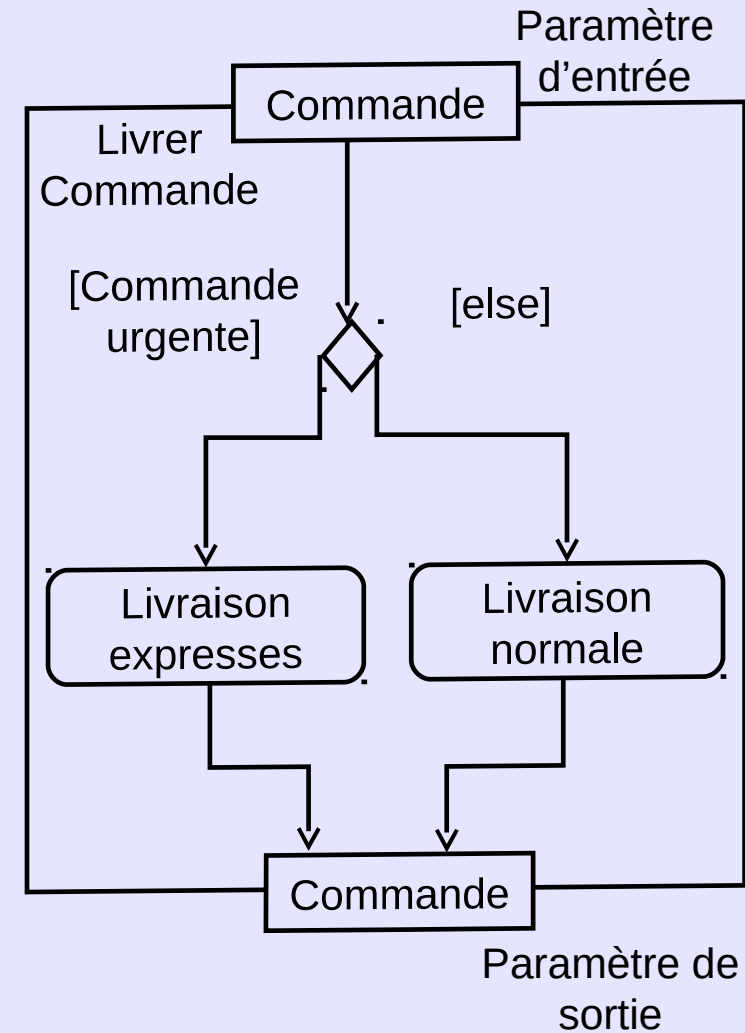 Paramètre
d’entrée
Commande
Livrer
Commande
[Commande
urgente]
[else]
Livraison
expresses
Livraison
normale
Commande
Paramètre de
sortie